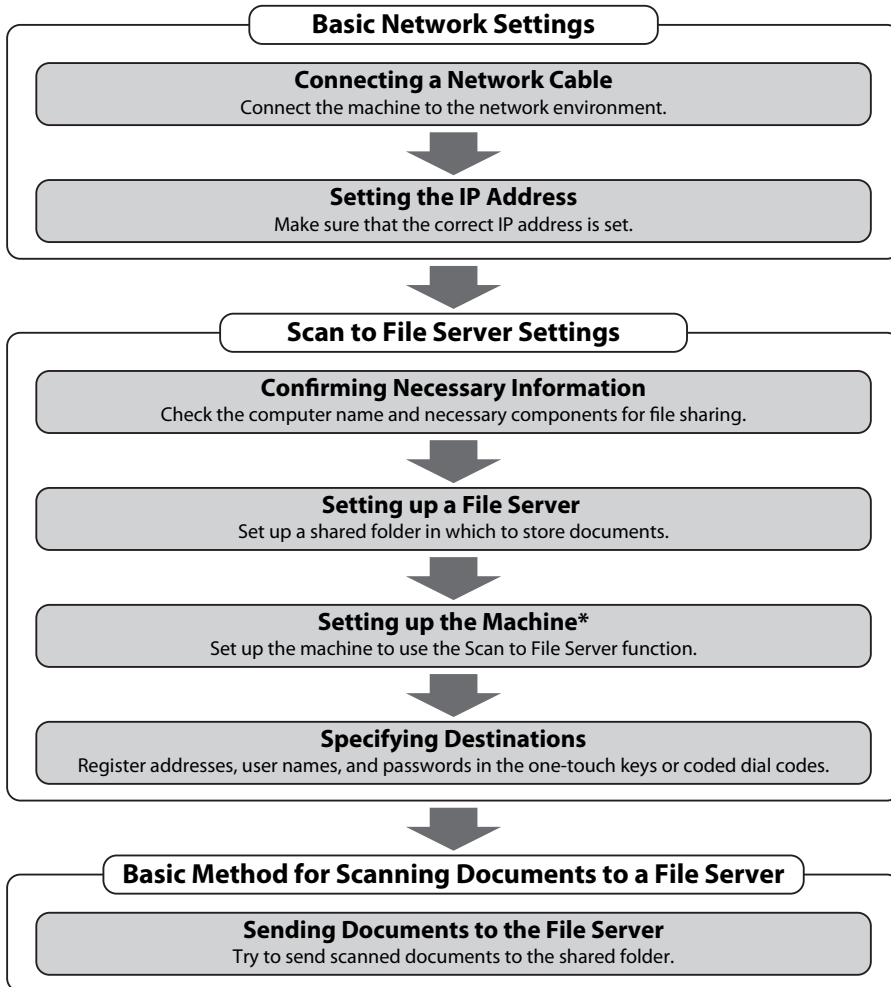 Basic Network Settings
Connecting a Network Cable
Connect the machine to the network environment.
Setting the IP Address
Make sure that the correct IP address is set.
Scan to File Server Settings
Confirming Necessary Information
Check the computer name and necessary components for file sharing.
Setting up a File Server
Set up a shared folder in which to store documents.
Setting up the Machine*
Set up the machine to use the Scan to File Server function.
Specifying Destinations
Register addresses, user names, and passwords in the one-touch keys or coded dial codes.
Basic Method for Scanning Documents to a File Server
Sending Documents to the File Server
Try to send scanned documents to the shared folder.